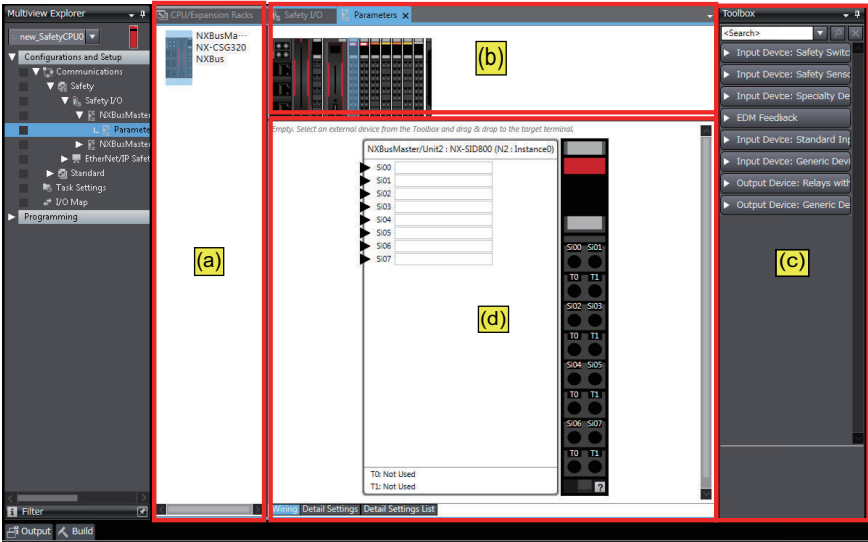 Multiview Explorer
new_SafetyCPU0
Configurations and Setup
Communications
Safety
Safety I/O
NXBusMaster
Paramete
NXBusMaster
EtherNet/IP Safet
Standard
Task Settings
I/O Map
Programming
Filter
CPU/Expansion Racks
NXBusMa···
NX-CSG320
NXBus
(a)
Safety I/O
Parameters
(b)
Empty. Select an external device from the Toolbox and drag & drop to the target terminal.
NXBusMaster/Unit2 : NX-SID800 (N2 : Instance0)
Si00
Si01
Si02
Si03
Si04
Si05
Si06
Si07
(d)
T0: Not Used
T1: Not Used
Si00 Si01
T0 T1
Si02 Si03
T0 T1
Si04 Si05
T0 T1
Si06 Si07
T0 T1
?
Wiring Detail Settings Detail Settings List
Toolbox
<Search>
Input Device: Safety Switc
Input Device: Safety Senso
Input Device: Specialty De
EDM Feedback
Input Device: Standard Inp
Input Device: Generic Devi
Output Device: Relays with
Output Device: Generic De
(c)
Output Build